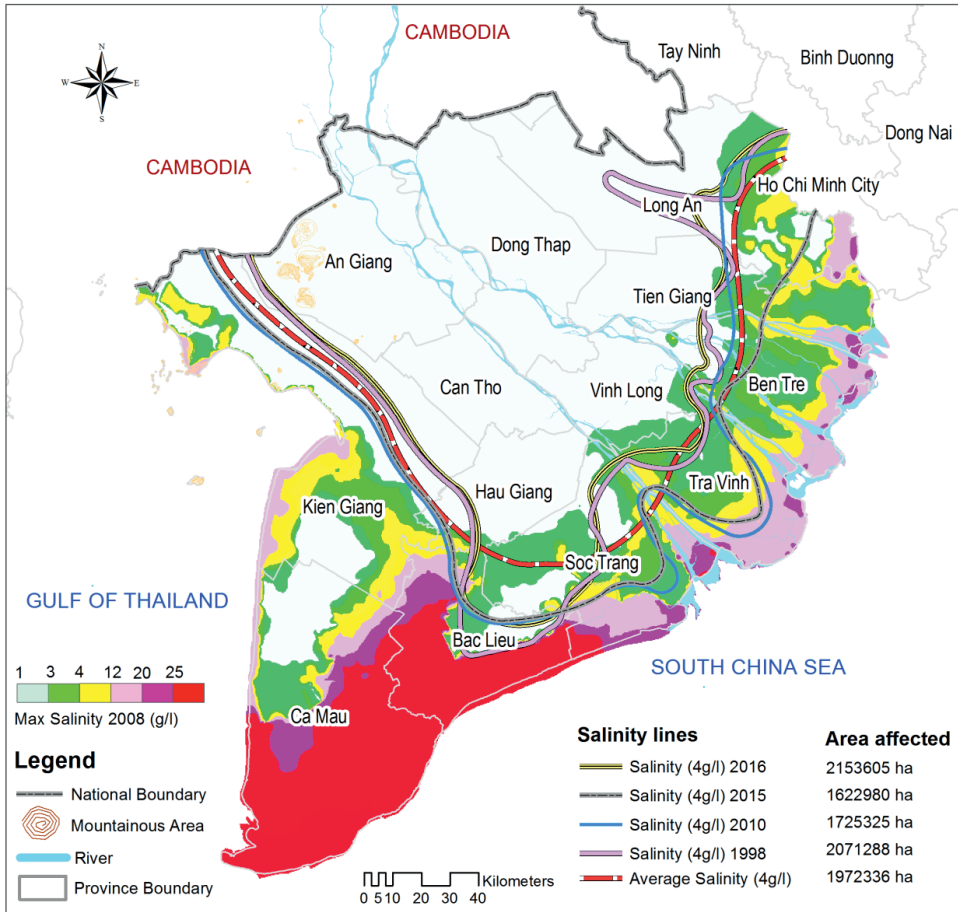 CAMBODIA
Tay Ninh
Binh Duonng
N
W E
S
Dong Nai
CAMBODIA
Ho Chi Minh City
Long An
An Giang
Dong Thap
Tien Giang
Can Tho
Vinh Long
Ben Tre
Hau Giang
Tra Vinh
Kien Giang
Soc Trang
GULF OF THAILAND
Bac Lieu
SOUTH CHINA SEA
Ca Mau
1 3 4 12 20 25
Max Salinity 2008 (g/l)
Legend
National Boundary
Mountainous Area
River
Province Boundary
Kilometers
0 5 10 20 30 40
Salinity lines Area affected
Salinity (4g/l) 2016 2153605 ha
Salinity (4g/l) 2015 1622980 ha
Salinity (4g/l) 2010 1725325 ha
Salinity (4g/l) 1998 2071288 ha
Average Salinity (4g/l) 1972336 ha